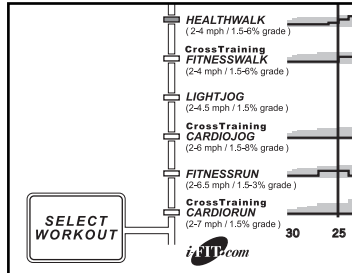 HEALTHWALK
(2-4 mph / 1.5-6% grade)
CrossTraining
FITNESSWALK
(2-4 mph / 1.5-6% grade)
LIGHTJOG
(2-4.5 mph / 1.5% grade)
CrossTraining
CARDIOJOG
(2-6 mph / 1.5-8% grade)
FITNESSRUN
(2-6.5 mph / 1.5-3% grade)
CrossTraining
CARDIORUN
(2-7 mph / 1.5% grade)
SELECT
WORKOUT
30 25
i-FIT.com